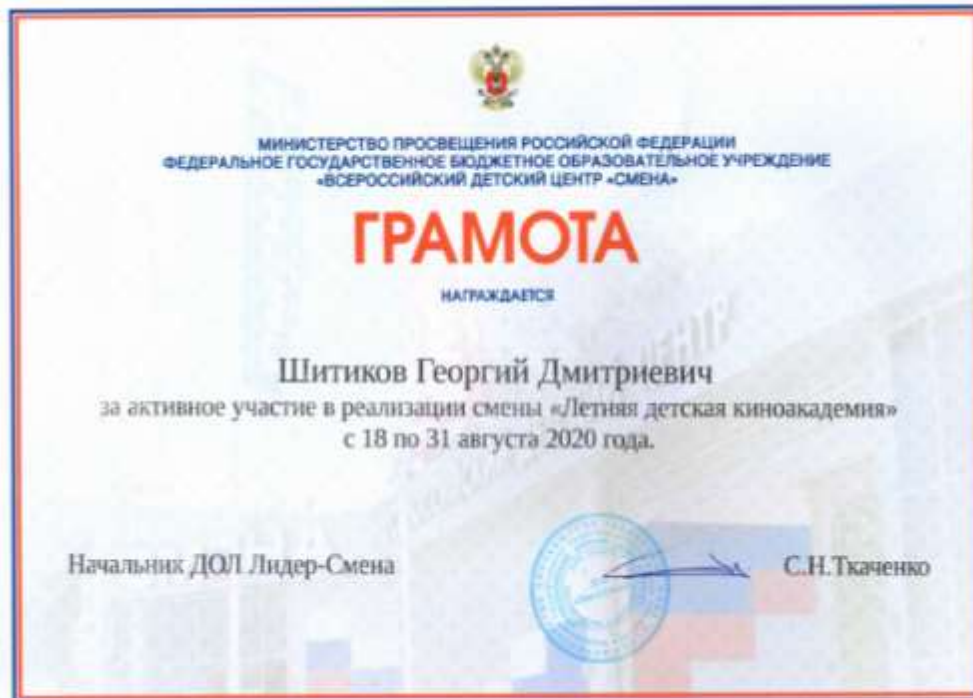 МИНИСТЕРСТВО ПРОСВЕЩЕНИЯ РОССИЙСКОЙ ФЕДЕРАЦИИ
ФЕДЕРАЛЬНОЕ ГОСУДАРСТВЕННОЕ БЮДЖЕТНОЕ ОБРАЗОВАТЕЛЬНОЕ УЧРЕЖДЕНИЕ
«ВСЕРОССИЙСКИЙ ДЕТСКИЙ ЦЕНТР «СМЕНА»
ГРАМОТА
НАГРАЖДАЕТСЯ
ЦЕНТР
Шитиков Георгий Дмитриевич
за активное участие в реализации смены «Летняя детская киноакадемия»
с 18 по 31 августа 2020 года.
Начальник ДОЛ Лидер-Смена
С.Н.Ткаченко